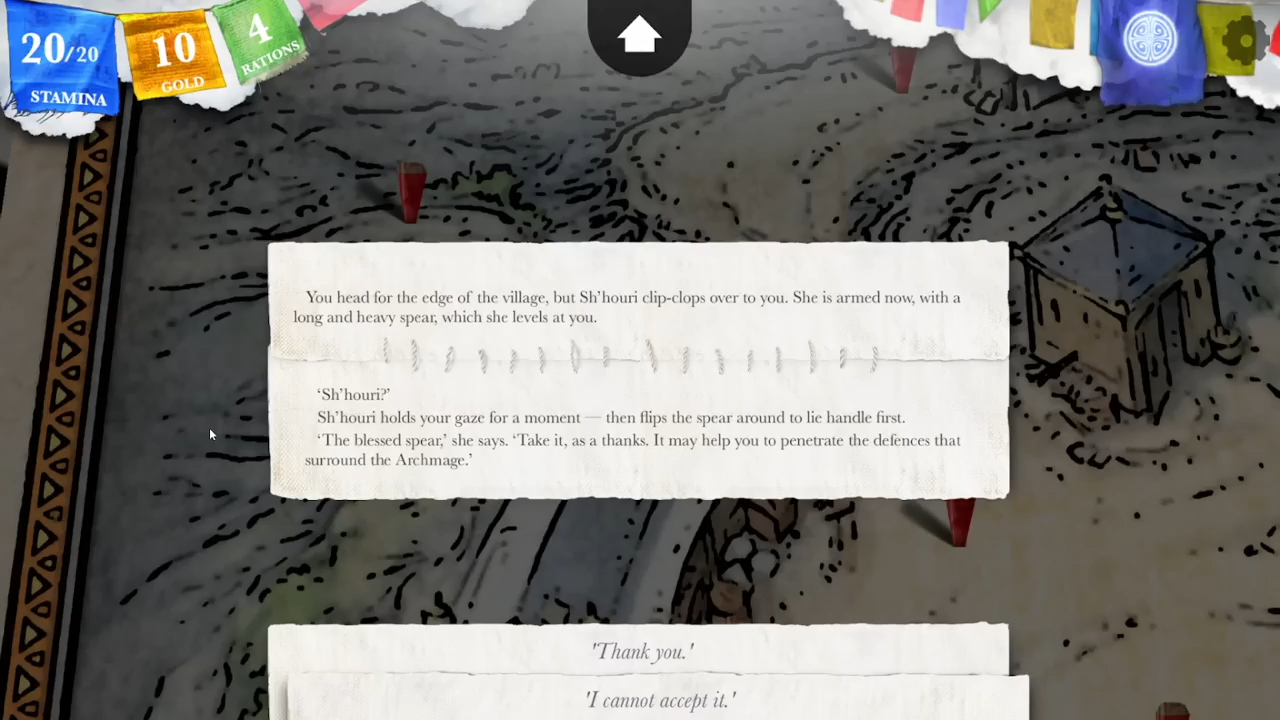 20/20
STAMINA
10
GOLD
4
RATIONS
You head for the edge of the village, but Sh'houri clip-clops over to you. She is armed now, with a
long and heavy spear, which she levels at you.
‘Sh'houri?’
Sh'houri holds your gaze for a moment — then flips the spear around to lie handle first.
‘The blessed spear,’ she says. ‘Take it, as a thanks. It may help you to penetrate the defences that
surround the Archmage.’
'Thank you.'
'I cannot accept it.'